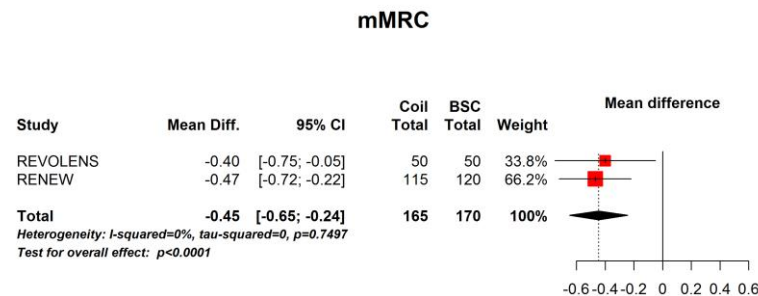 mMRC
Coil BSC Mean difference
Study Mean Diff. 95% CI Total Total Weight
REVOLENS -0.40 [-0.75; -0.05] 50 50 33.8%
RENEW -0.47 [-0.72; -0.22] 115 120 66.2%
Total -0.45 [-0.65; -0.24] 165 170 100%
Heterogeneity: I-squared=0%, tau-squared=0, p=0.7497
Test for overall effect: p<0.0001
-0.6 -0.4 -0.2 0 0.2 0.4 0.6